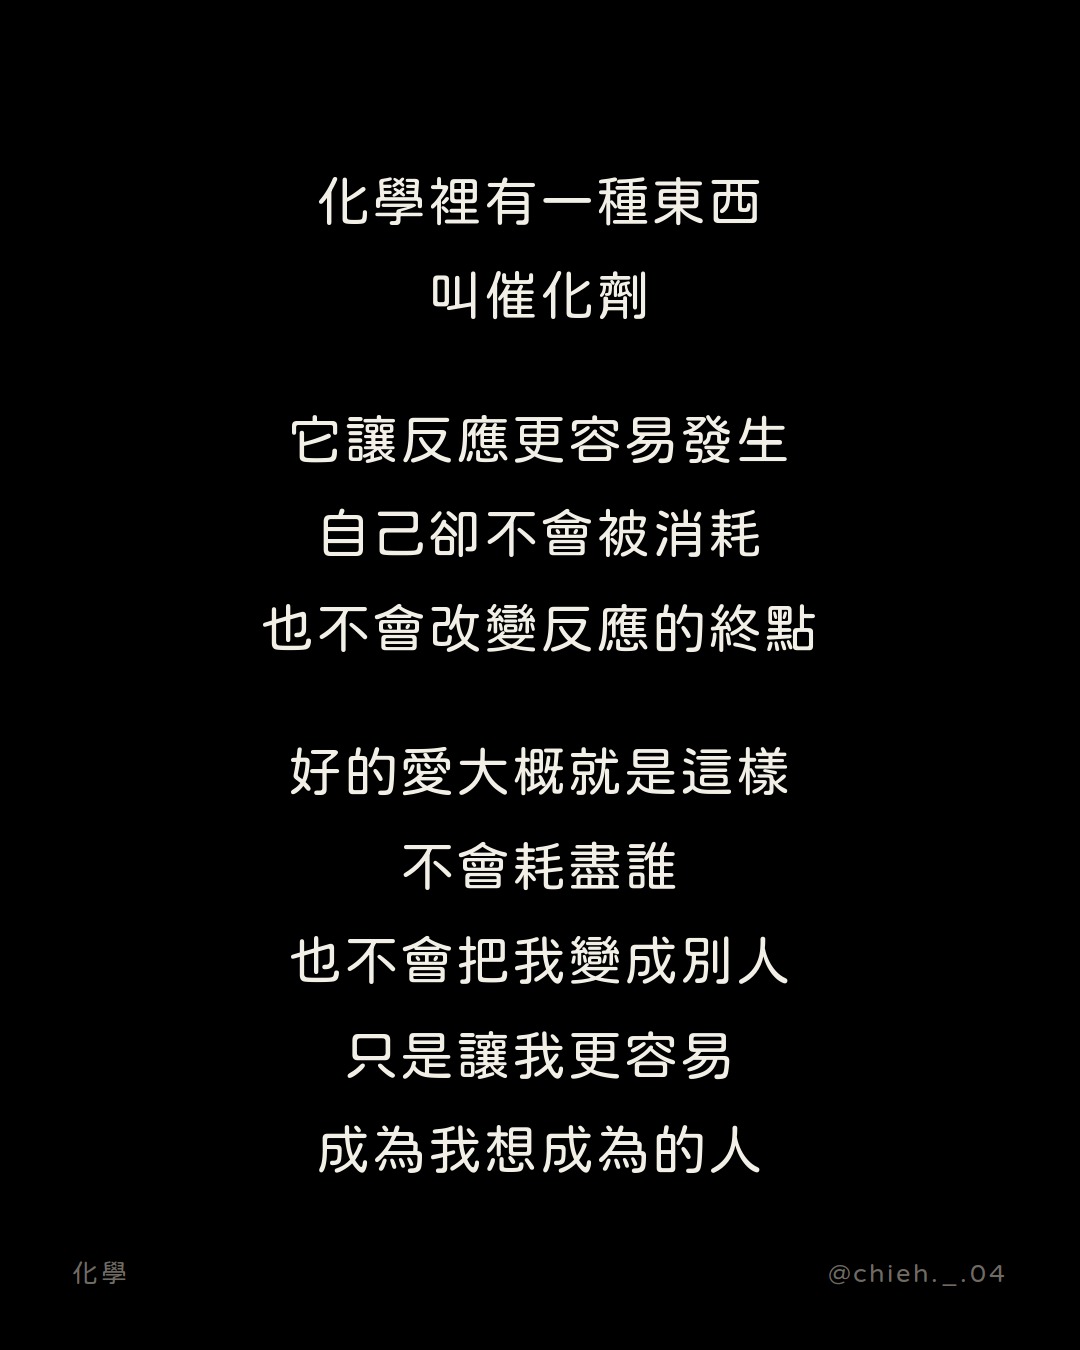 化學裡有一種東西
叫催化劑
它讓反應更容易發生
自己卻不會被消耗
也不會改變反應的終點
好的愛大概就是這樣
不會耗盡誰
也不會把我變成別人
只是讓我更容易
成為我想成為的人
化學
@chieh._.04